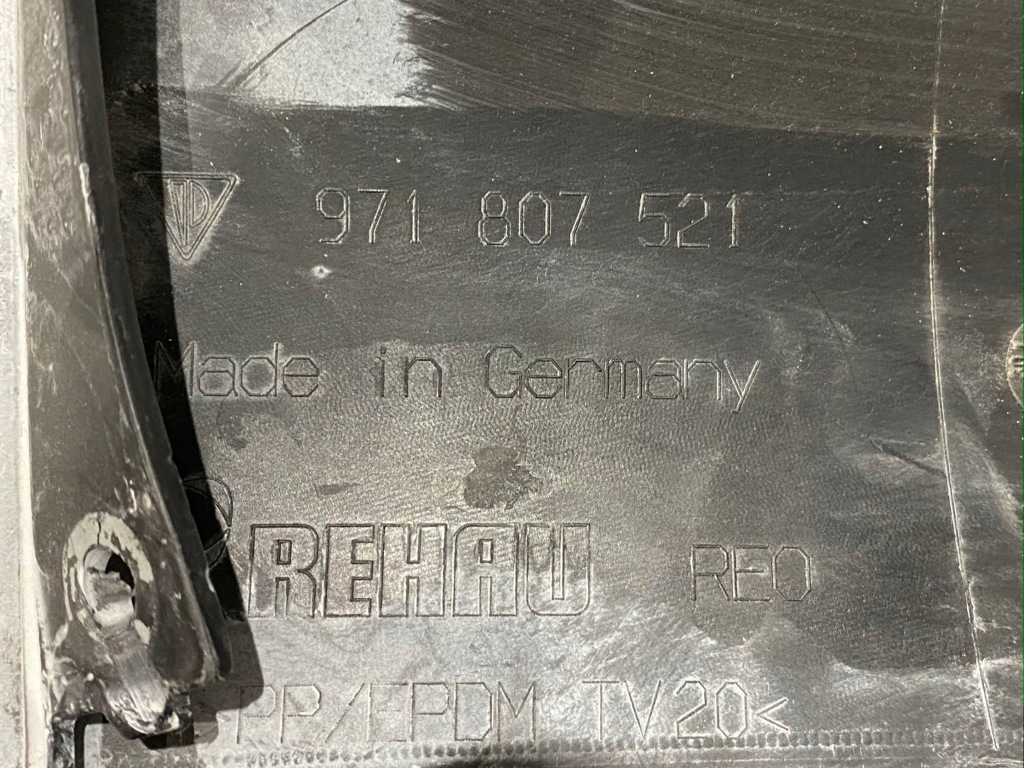 971 807 521
Made in Germany
REHAU REO
PP/EPDM TV20<